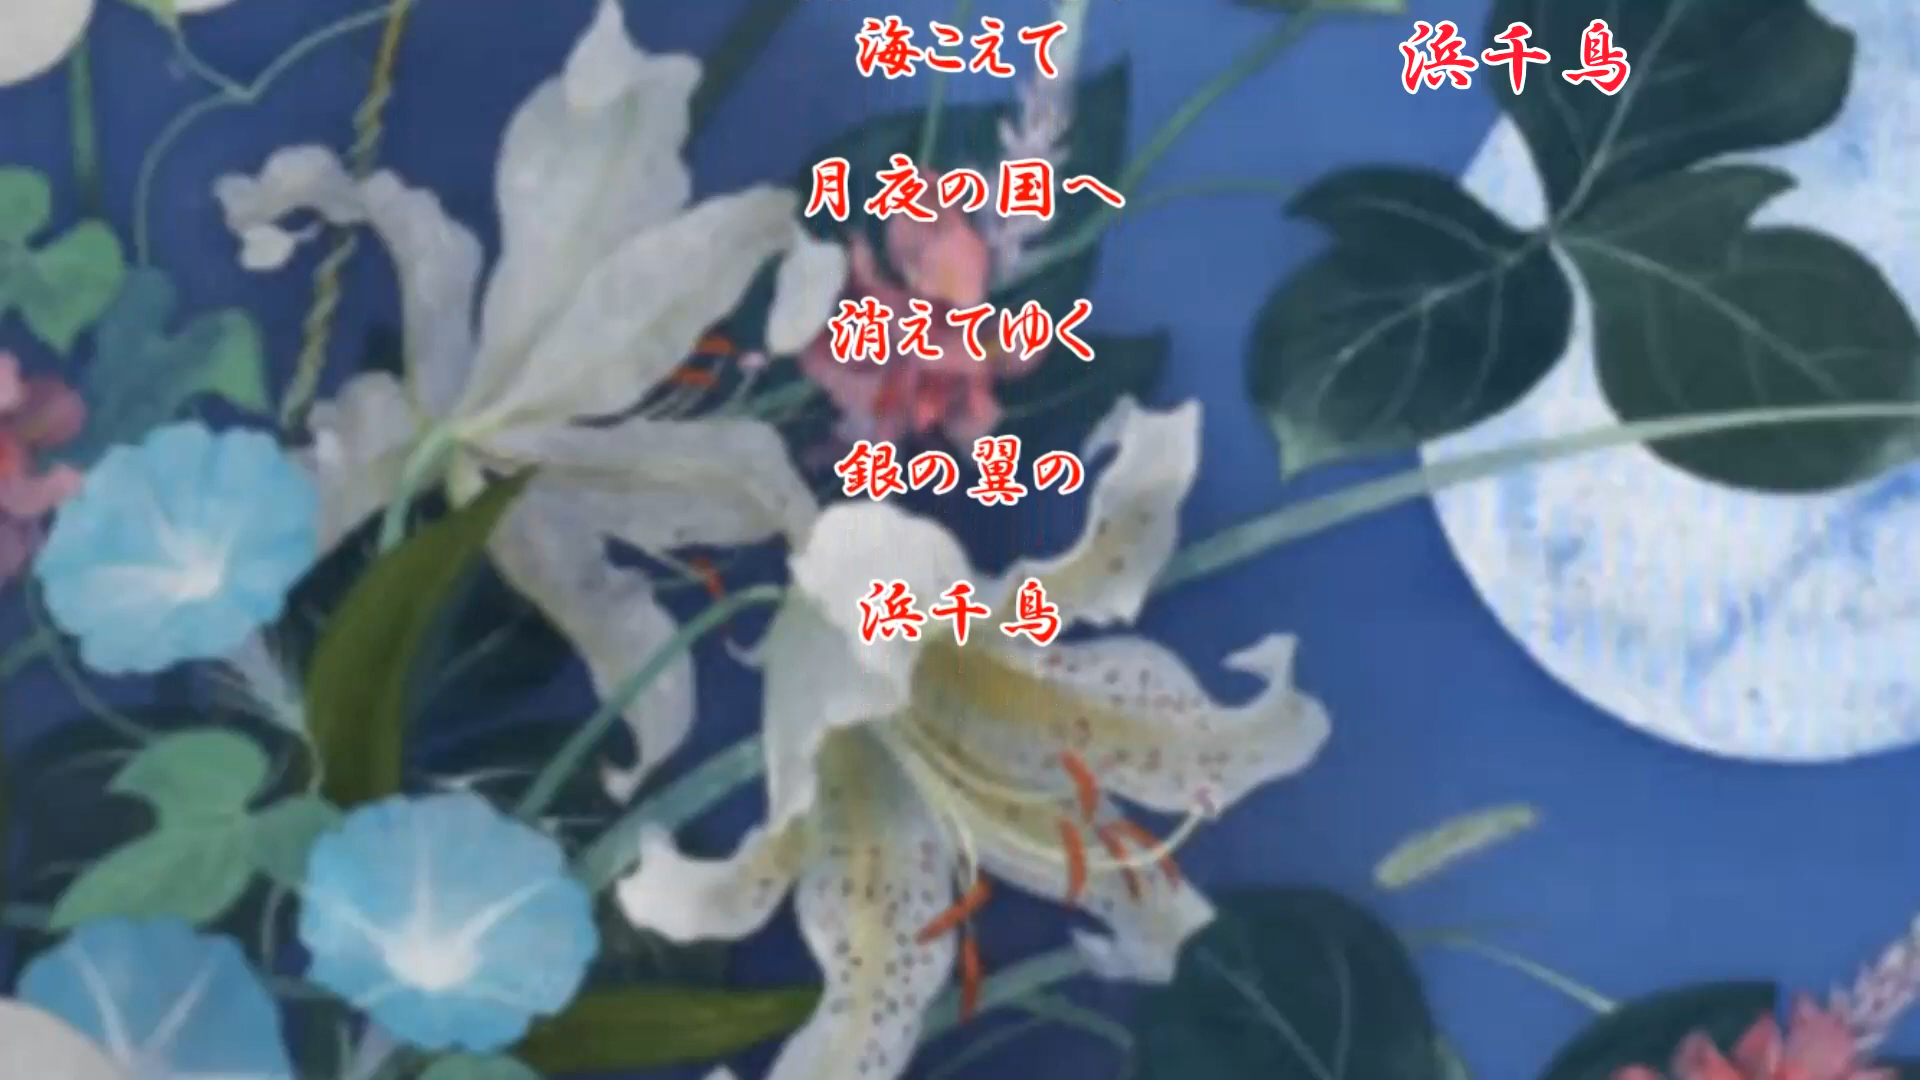 浜千鳥
海こえて
月夜の国へ
消えてゆく
銀の翼の
浜千鳥